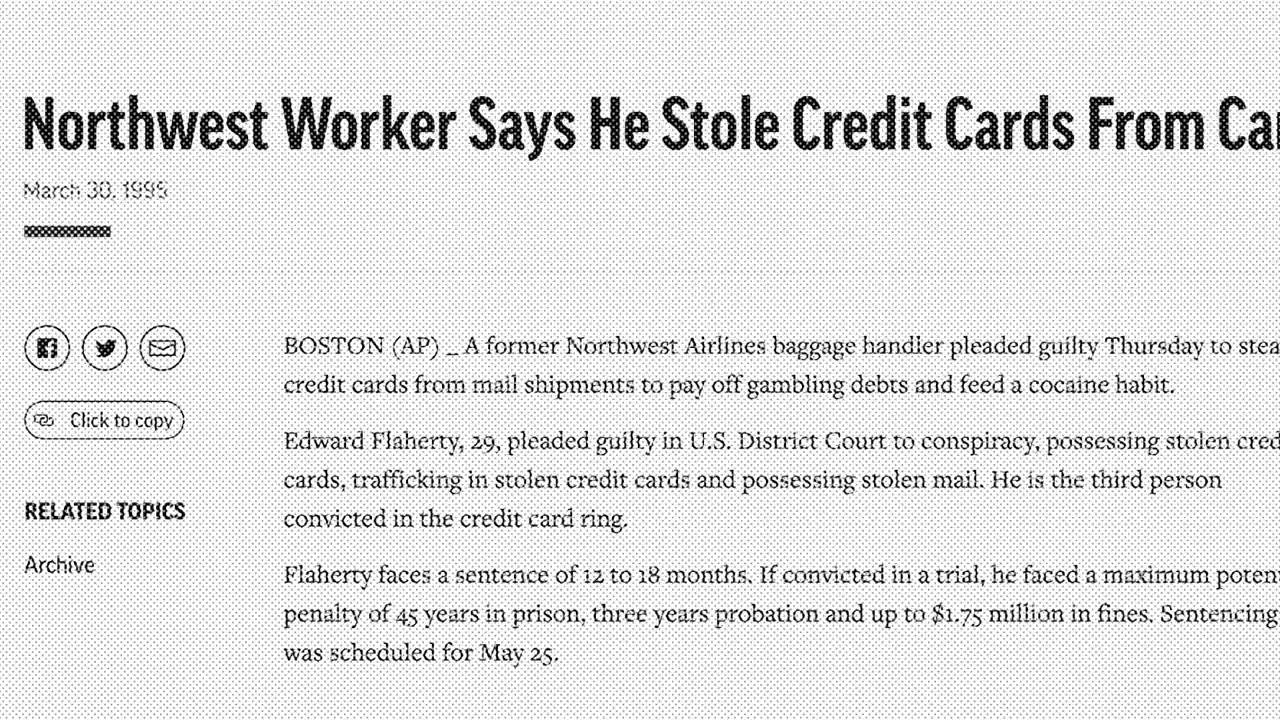 Northwest Worker Says He Stole Credit Cards From
March 30, 1995
Click to copy
RELATED TOPICS
Archive
BOSTON (AP) _ A former Northwest Airlines baggage handler pleaded guilty Thursday to
credit cards from mail shipments to pay off gambling debts and feed a cocaine habit.
Edward Flaherty, 29, pleaded guilty in U.S. District Court to conspiracy, possessing stolen
cards, trafficking in stolen credit cards and possessing stolen mail. He is the third person
convicted in the credit card ring.
Flaherty faces a sentence of 12 to 18 months. If convicted in a trial, he faced a maximum
penalty of 45 years in prison, three years probation and up to $1.75 million in fines. Sentencing
was scheduled for May 25.